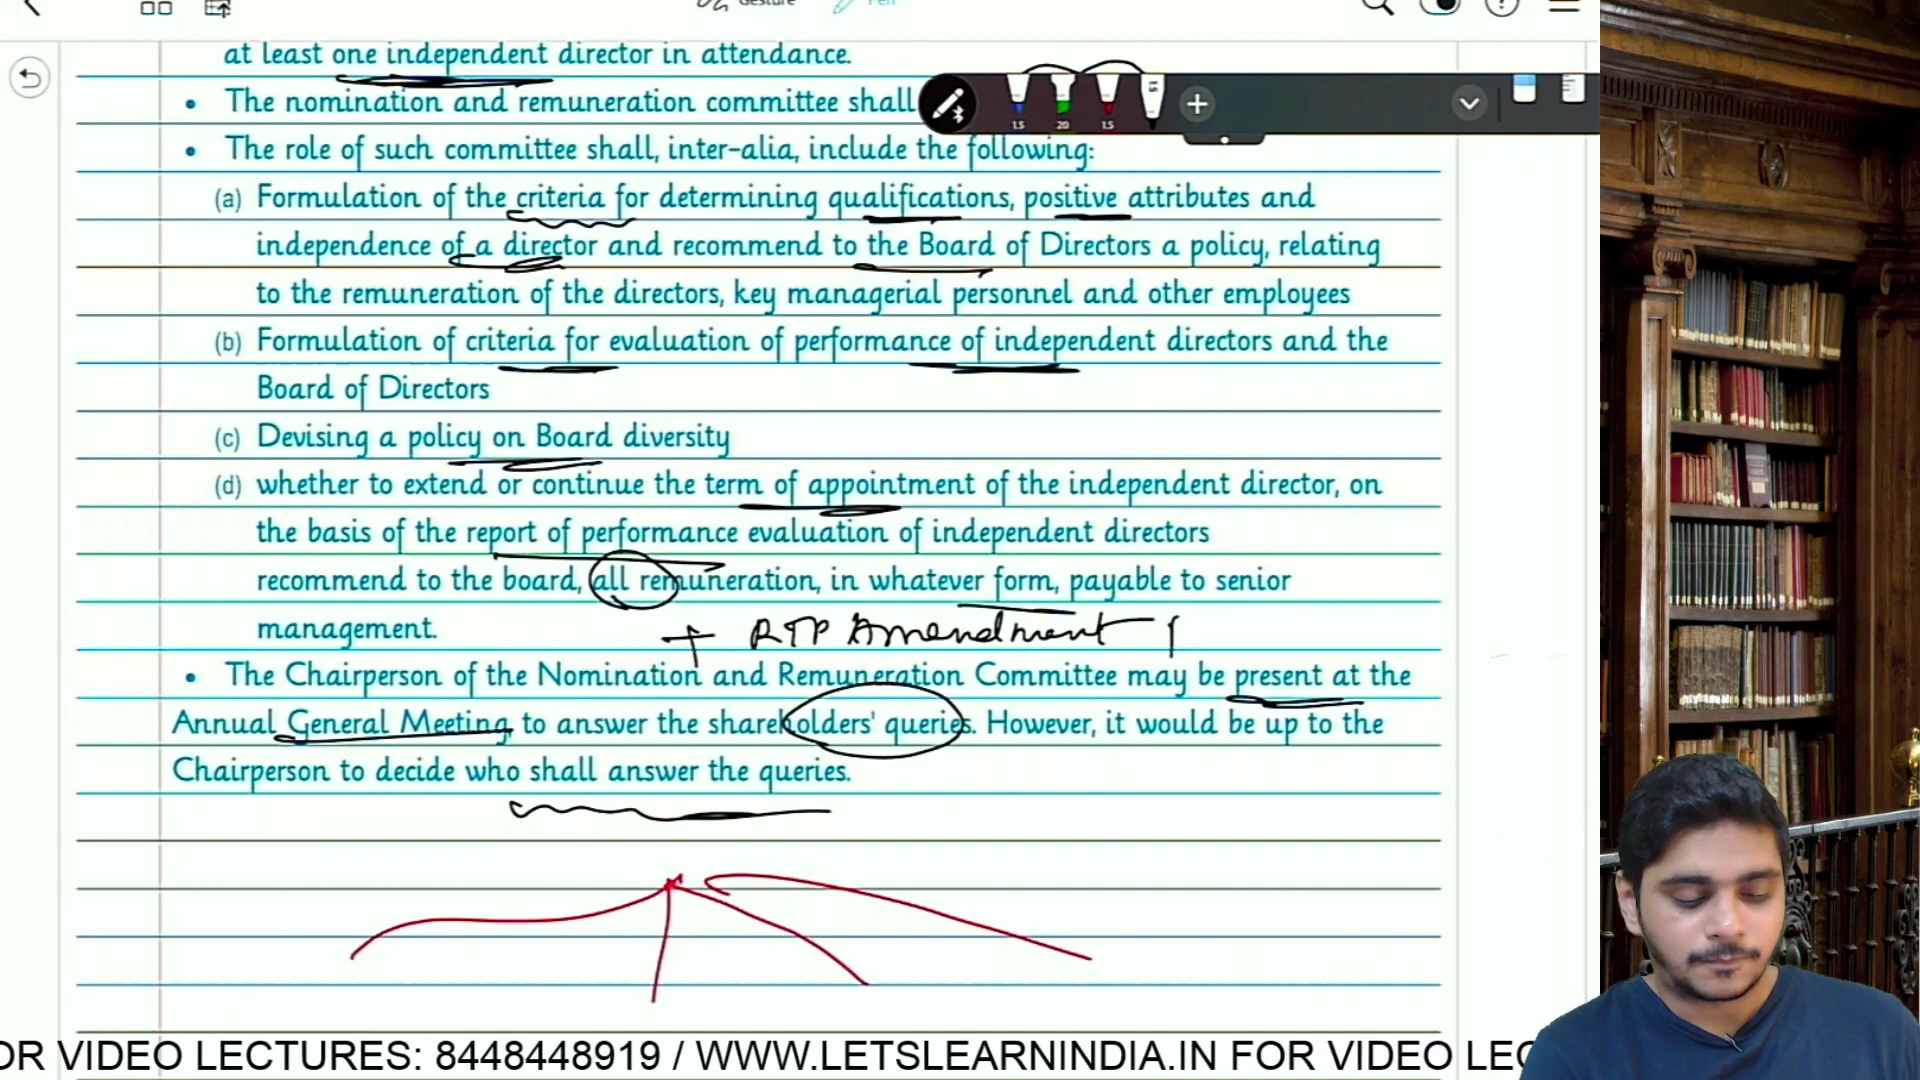 Gesture Pen
at least one independent director in attendance.
• The nomination and remuneration committee shall
15 20 15
• The role of such committee shall, inter-alia, include the following:
(a) Formulation of the criteria for determining qualifications, positive attributes and
independence of a director and recommend to the Board of Directors a policy, relating
to the remuneration of the directors, key managerial personnel and other employees
(b) Formulation of criteria for evaluation of performance of independent directors and the
Board of Directors
(c) Devising a policy on Board diversity
(d) whether to extend or continue the term of appointment of the independent director, on
the basis of the report of performance evaluation of independent directors
recommend to the board, all remuneration, in whatever form, payable to senior
management.
+ RTP Amendment
• The Chairperson of the Nomination and Remuneration Committee may be present at the
Annual General Meeting, to answer the shareholders' queries. However, it would be up to the
Chairperson to decide who shall answer the queries.
OR VIDEO LECTURES: 8448448919 / WWW.LETSLEARNINDIA.IN FOR VIDEO LEC